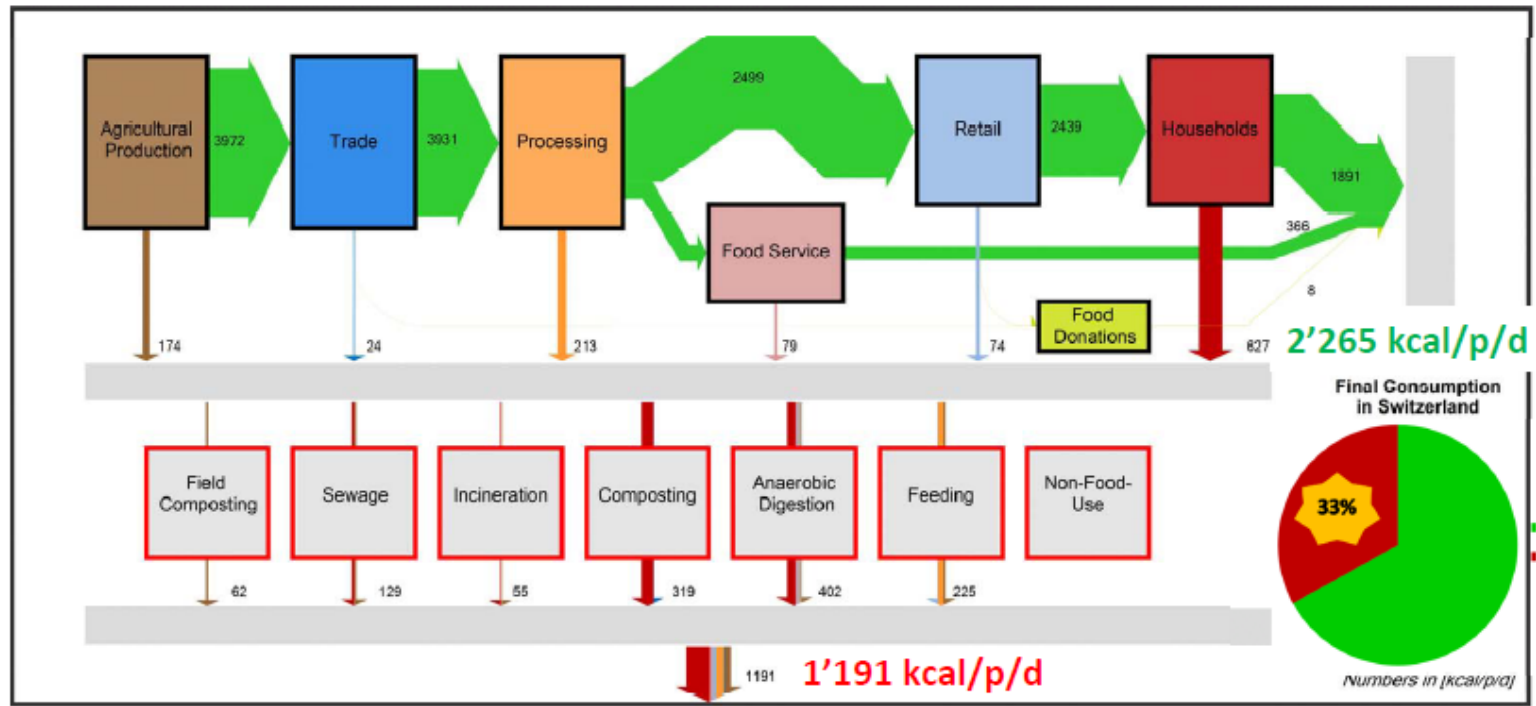 2499
Agricultural
Production
3972
Trade
3931
Processing
Retail
2439
Households
1891
Food Service
366
8
Food
Donations
174
24
213
79
74
627
2'265 kcal/p/d
Final Consumption
in Switzerland
Field
Composting
Sewage
Incineration
Composting
Anaerobic
Digestion
Feeding
Non-Food-
Use
33%
62
129
55
319
402
225
1191
1'191 kcal/p/d
Numbers in [kcal/p/d]